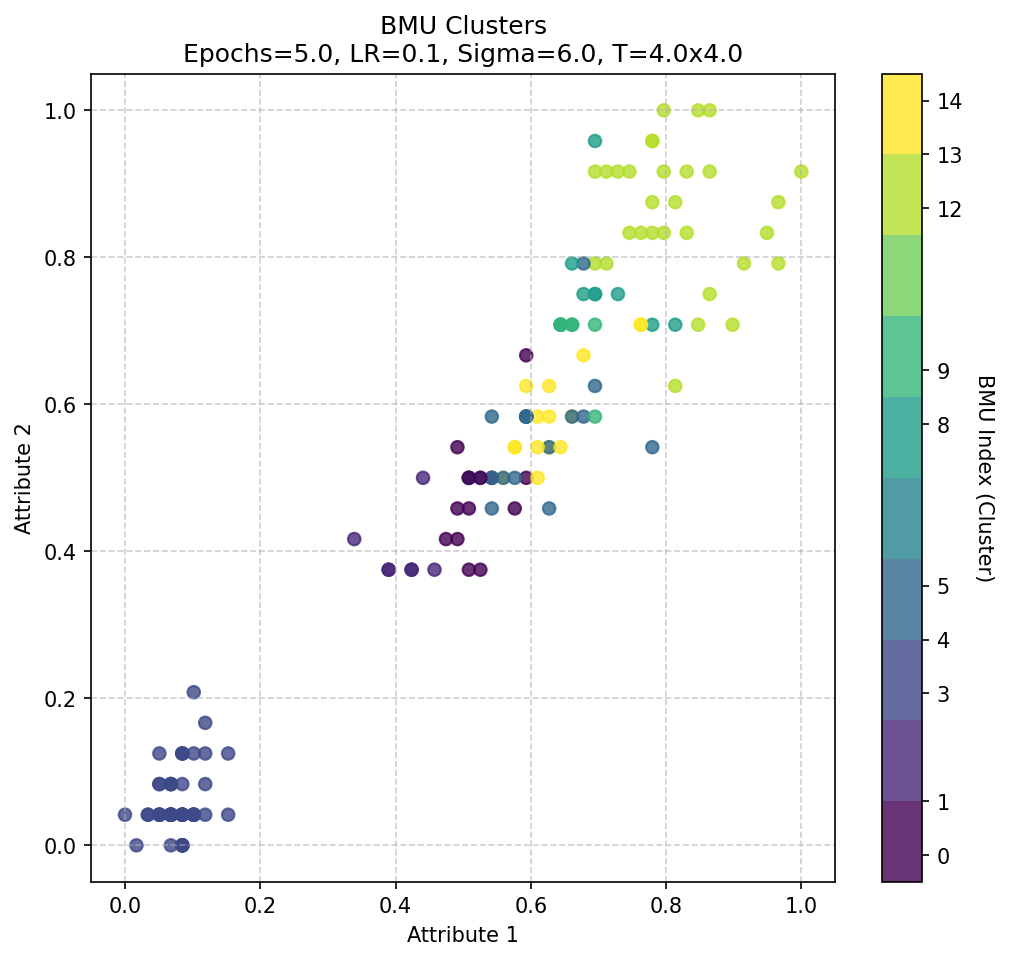 BMU Clusters
Epochs=5.0, LR=0.1, Sigma=6.0, T=4.0x4.0
1.0
0.8
0.6
0.4
0.2
0.0
Attribute 2
0.0 0.2 0.4 0.6 0.8 1.0
Attribute 1
14
13
12
9
8
5
4
3
1
0
BMU Index (Cluster)